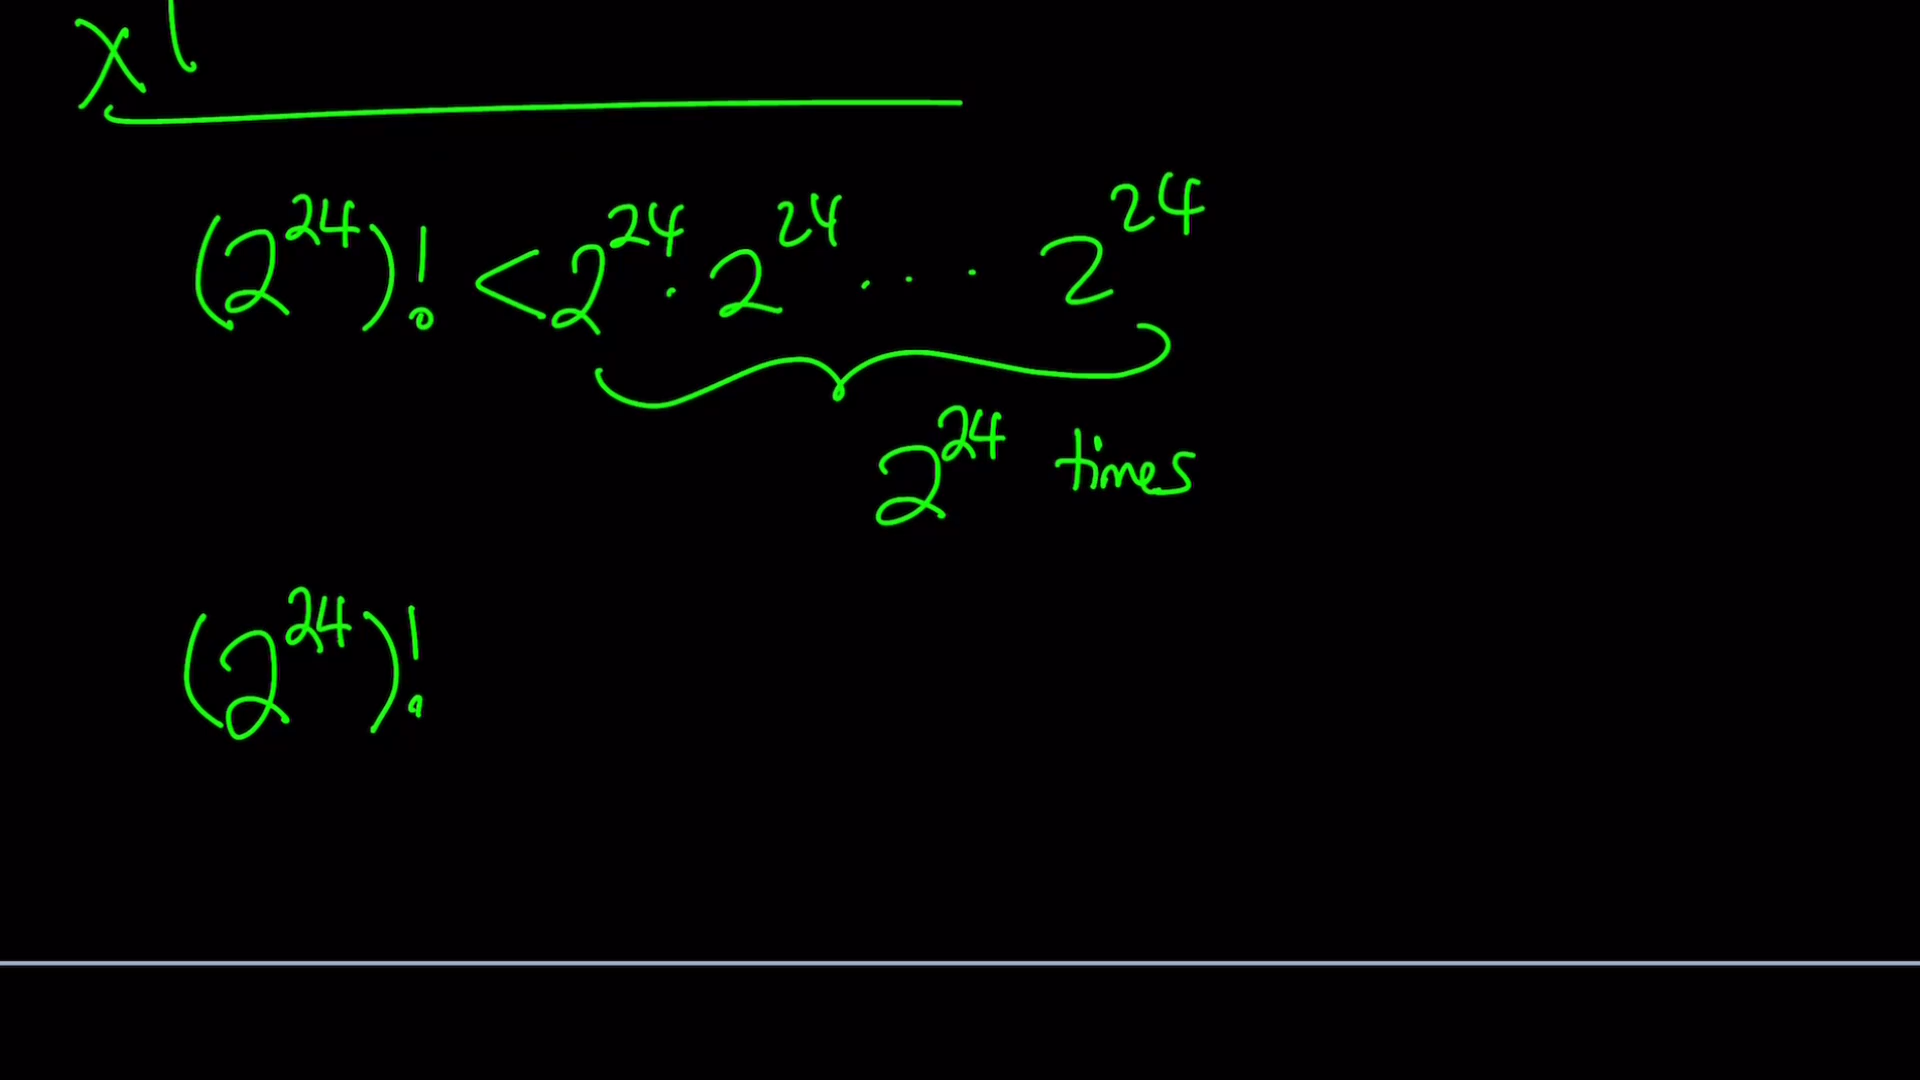 x
(2^24)! < 2^24 · 2^24 ... 2^24
2^24 times
(2^24)!